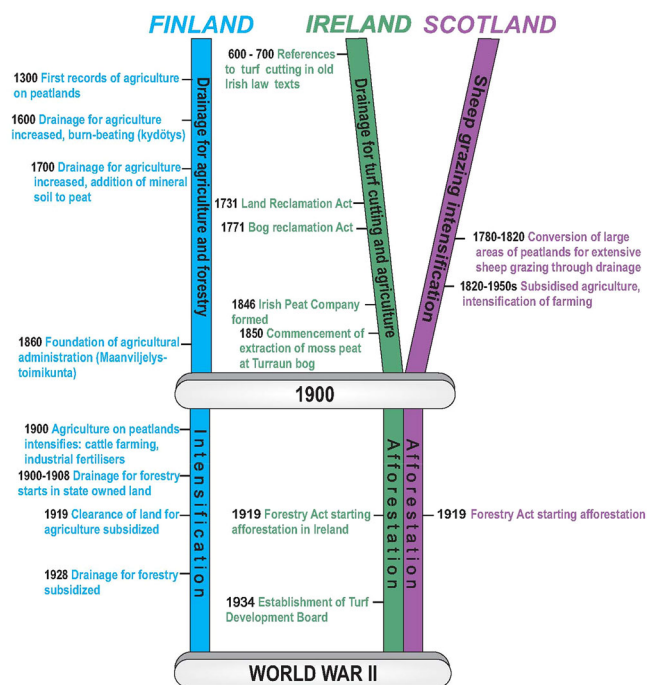 FINLAND
IRELAND
SCOTLAND
Drainage for agriculture and forestry
1300 First records of agriculture
on peatlands
1600 Drainage for agriculture
increased, burn-beating (kydötys)
1700 Drainage for agriculture
increased, addition of mineral
soil to peat
1860 Foundation of agricultural
administration (Maanviljelys-
toimikunta)
Drainage for turf cutting and agriculture
600 - 700 References
to turf cutting in old
Irish law texts
1731 Land Reclamation Act
1771 Bog reclamation Act
1846 Irish Peat Company
formed
1850 Commencement of
extraction of moss peat
at Turraun bog
Sheep grazing intensification
1780-1820 Conversion of large
areas of peatlands for extensive
sheep grazing through drainage
1820-1950s Subsidised agriculture,
intensification of farming
1900
Intensification
1900 Agriculture on peatlands
intensifies: cattle farming,
industrial fertilisers
1900-1908 Drainage for forestry
starts in state owned land
1919 Clearance of land for
agriculture subsidized
1928 Drainage for forestry
subsidized
Afforestation
1919 Forestry Act starting
afforestation in Ireland
1934 Establishment of Turf
Development Board
Afforestation
1919 Forestry Act starting afforestation
WORLD WAR II